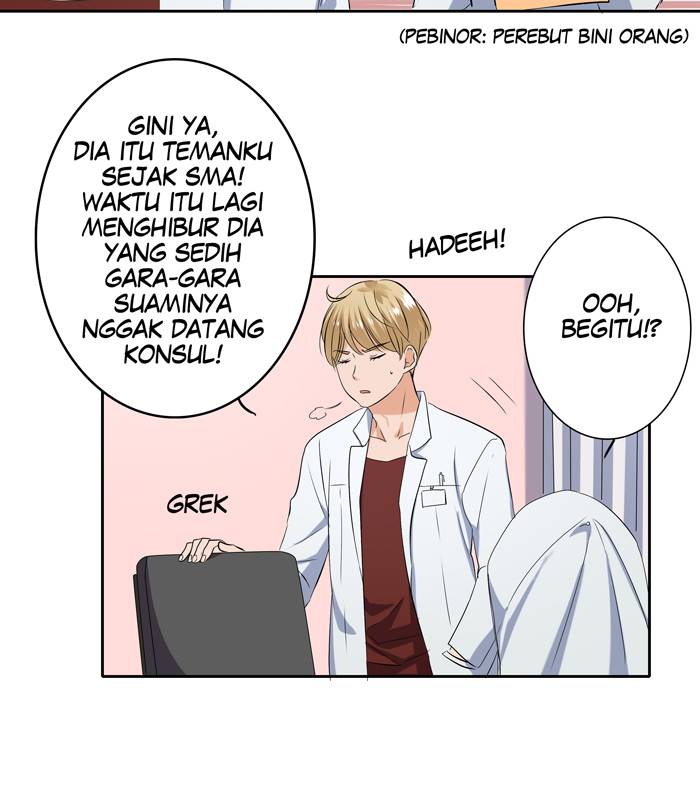 (PEBINOR: PEREBUT BINI ORANG)
GINI YA,
DIA ITU TEMANKU
SEJAK SMA!
WAKTU ITU LAGI
MENGHIBUR DIA
YANG SEDIH
GARA-GARA
SUAMINYA
NGGAK DATANG
KONSUL!
HADEEH!
OOH,
BEGITU!?
GREK